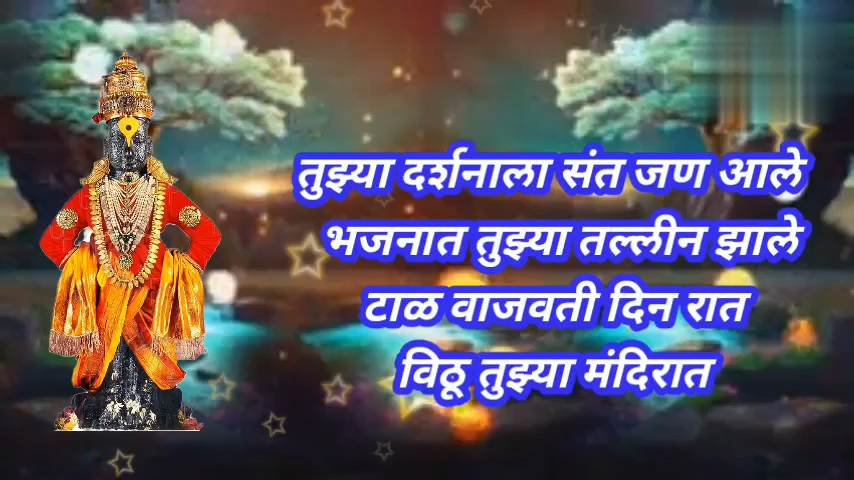 तुझ्या दर्शनाला संत जण आले
भजनात तुझ्या तल्लीन झाले
टाळ वाजवती दिन रात
विठू तुझ्या मंदिरात